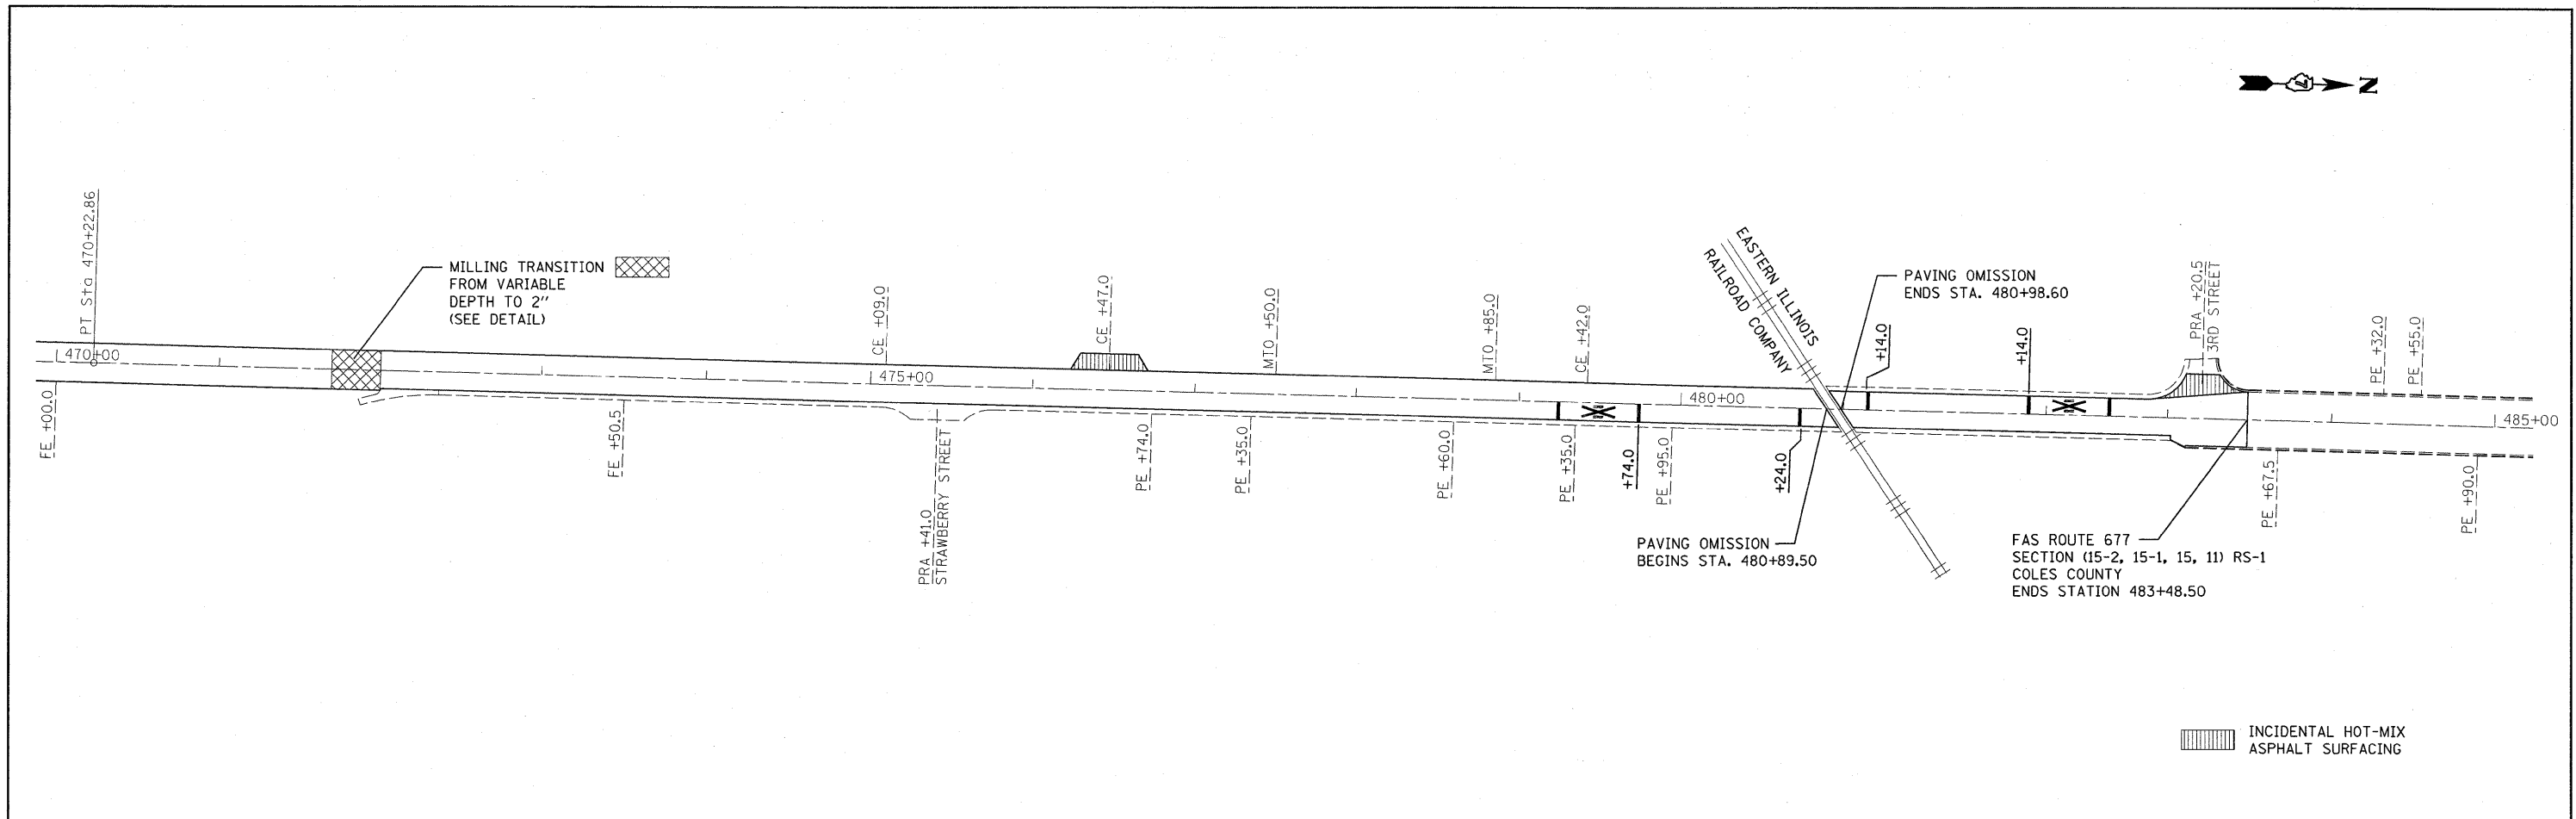 N
PT Sta 470+22.86
MILLING TRANSITION
FROM VARIABLE
DEPTH TO 2"
(SEE DETAIL)
CE +09.0
CE +47.0
MTO +50.0
MTO +85.0
CE +42.0
EASTERN ILLINOIS
RAILROAD COMPANY
PAVING OMISSION
ENDS STA. 480+98.60
+14.0
+14.0
PRA +20.5
3RD STREET
PE +32.0
PE +55.0
470+00
475+00
480+00
485+00
FE +00.0
FE +50.5
PRA +41.0
STRAWBERRY STREET
PE +74.0
PE +35.0
PE +60.0
PE +35.0
+74.0
PE +95.0
+24.0
PAVING OMISSION
BEGINS STA. 480+89.50
FAS ROUTE 677
SECTION (15-2, 15-1, 15, 11) RS-1
COLES COUNTY
ENDS STATION 483+48.50
PE +67.5
PE +90.0
INCIDENTAL HOT-MIX
ASPHALT SURFACING